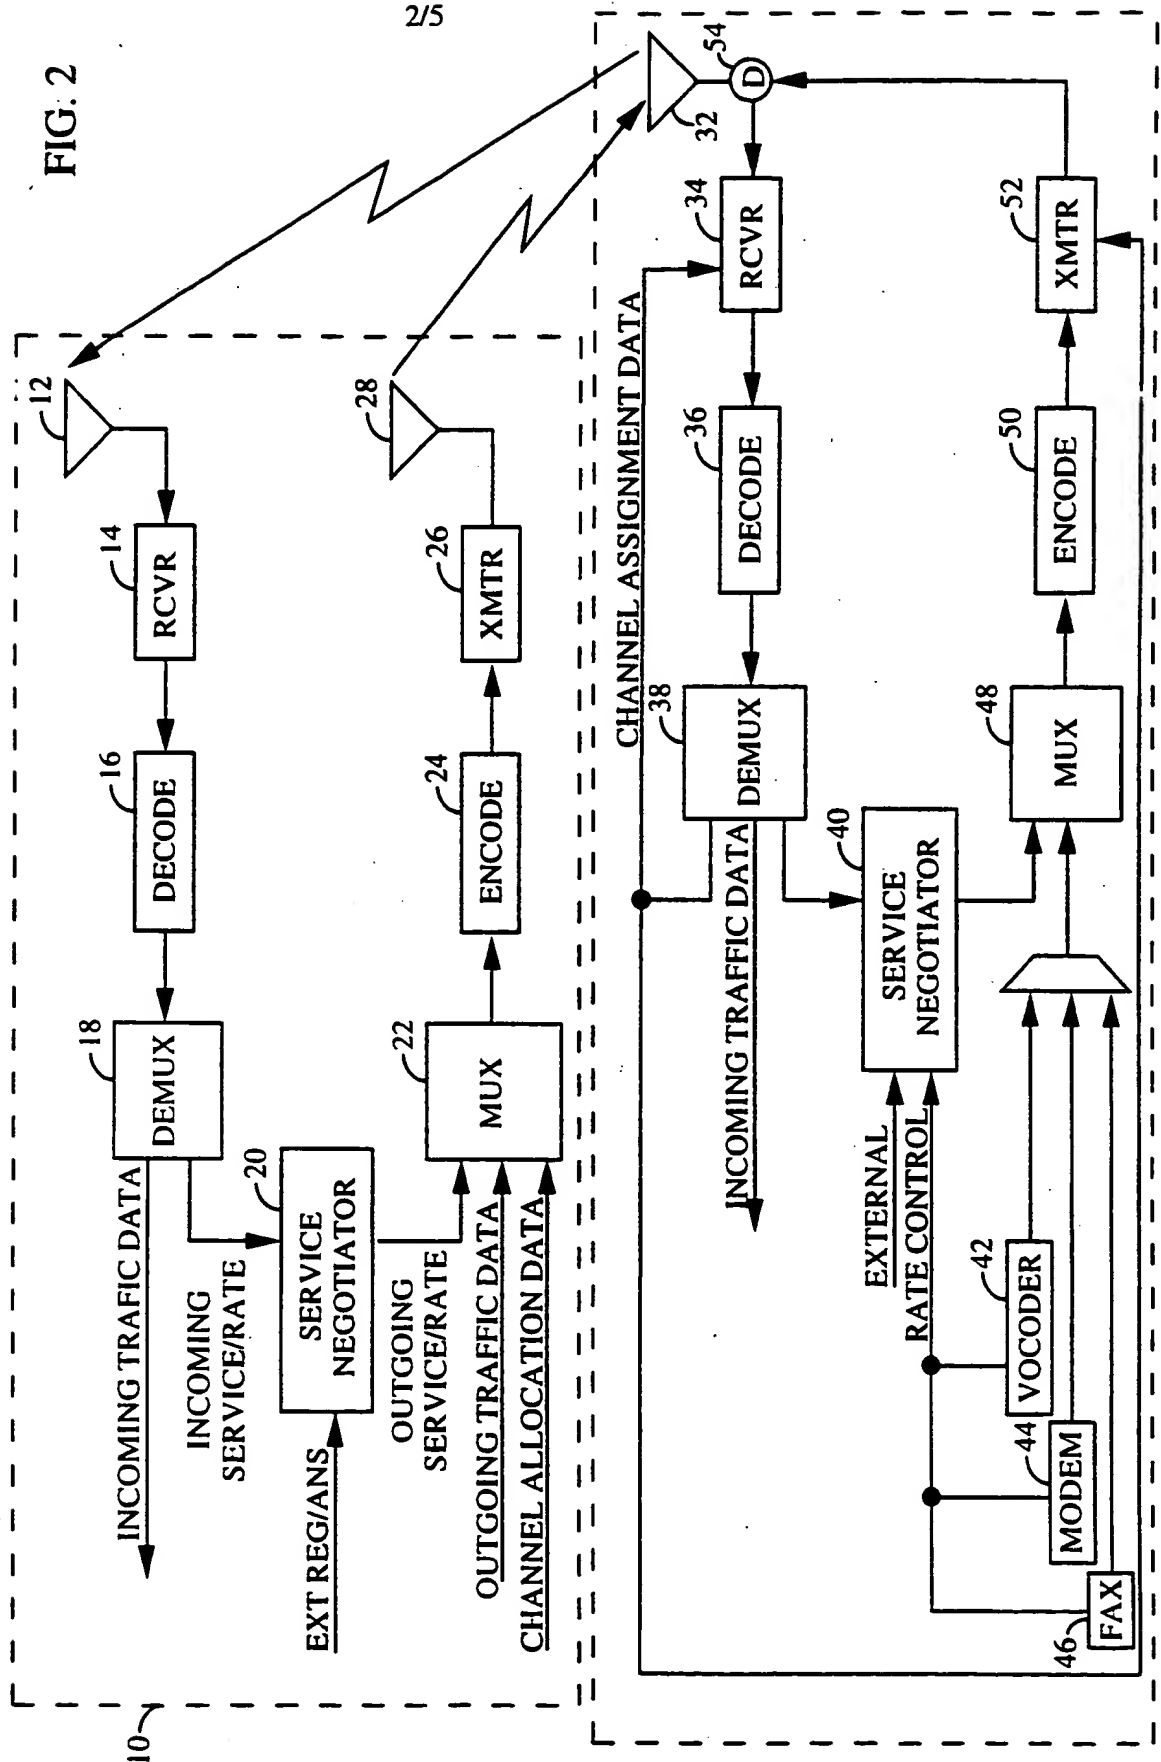 2/5
FIG. 2
10
12
14
RCVR
16
DECODE
18
DEMUX
INCOMING TRAFIC DATA
INCOMING
SERVICE/RATE
20
SERVICE
NEGOTIATOR
EXT REG/ANS
OUTGOING
SERVICE/RATE
OUTGOING TRAFFIC DATA
CHANNEL ALLOCATION DATA
22
MUX
24
ENCODE
26
XMTR
28
CHANNEL ASSIGNMENT DATA
32
54
D
34
RCVR
36
DECODE
38
DEMUX
INCOMING TRAFFIC DATA
40
SERVICE
NEGOTIATOR
EXTERNAL
RATE CONTROL
42
VOCODER
44
MODEM
46
FAX
48
MUX
50
ENCODE
52
XMTR